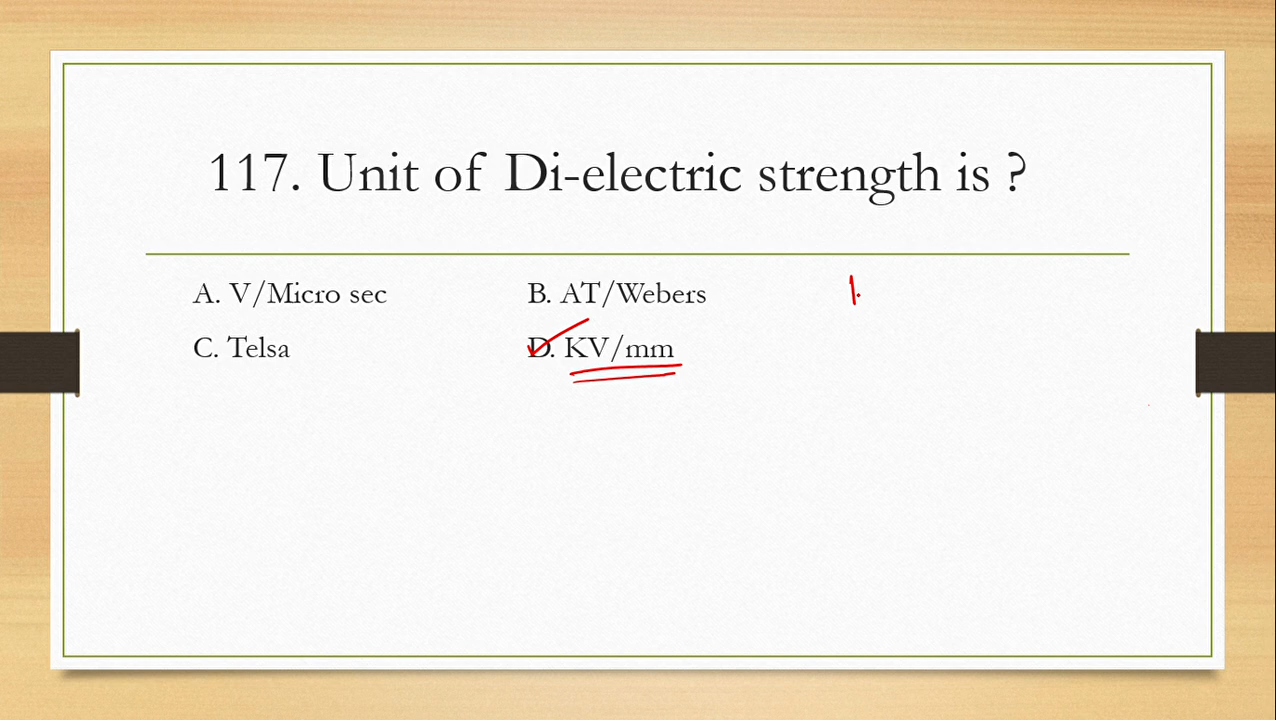 117. Unit of Di-electric strength is ?
A. V/Micro sec B. AT/Webers
C. Telsa D. KV/mm